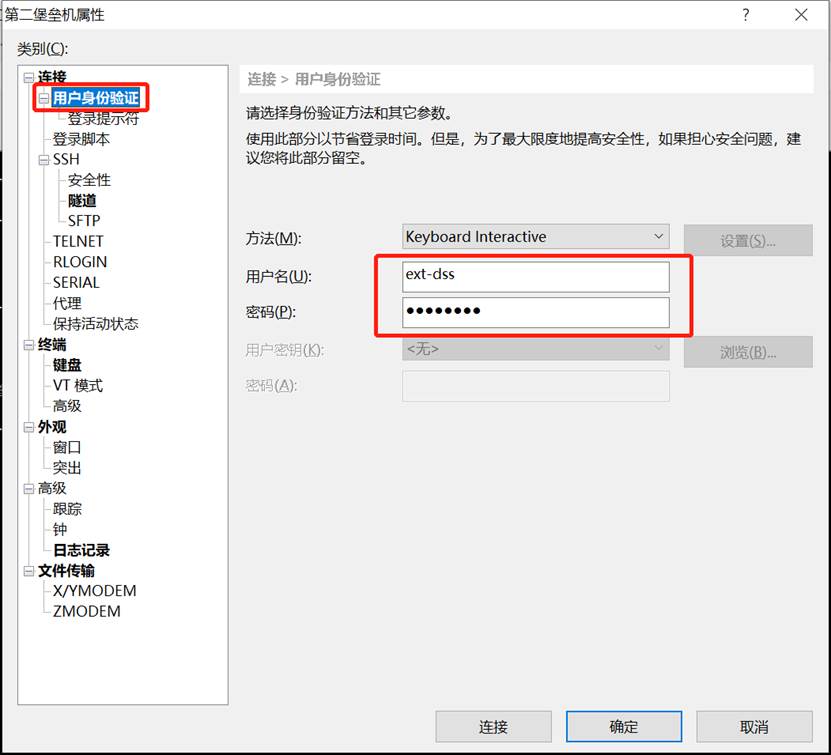 第二堡垒机属性
?
类别(C):
连接
用户身份验证
登录提示符
登录脚本
SSH
安全性
隧道
SFTP
TELNET
RLOGIN
SERIAL
代理
保持活动状态
终端
键盘
VT 模式
高级
外观
窗口
突出
高级
跟踪
钟
日志记录
文件传输
X/YMODEM
ZMODEM
连接 > 用户身份验证
请选择身份验证方法和其它参数。
使用此部分以节省登录时间。但是，为了最大限度地提高安全性，如果担心安全问题，建
议您将此部分留空。
方法(M):
Keyboard Interactive
设置(S)...
用户名(U):
ext-dss
密码(P):
●●●●●●●●
用户密钥(K):
<无>
浏览(B)...
密码(A):
连接
确定
取消